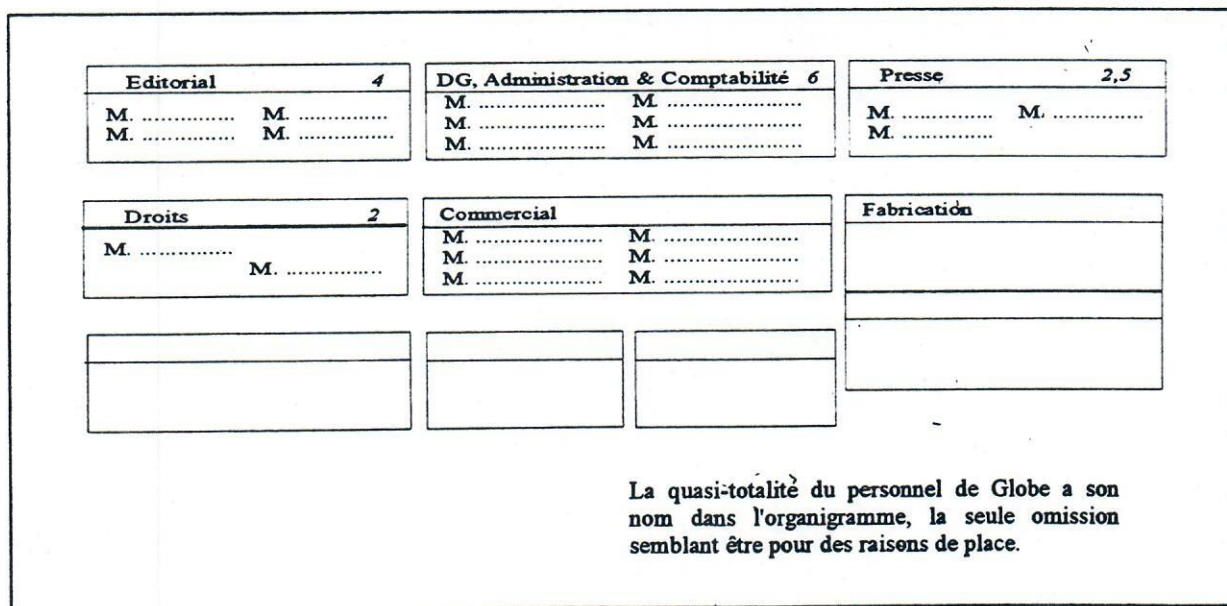 Editorial 4
M. ............... M. ..............
M. ............... M. ...............
DG, Administration & Comptabilité 6
M. ..................... M. ......................
M. ..................... M. ......................
M. ..................... M. ......................
Presse 2,5
M. ............... M. ...............
M. ...............
Droits 2
M. ...............
M. ...............
Commercial
M. ..................... M. ......................
M. ..................... M. ......................
M. ..................... M. ......................
Fabrication
La quasi-totalité du personnel de Globe a son
nom dans l'organigramme, la seule omission
semblant être pour des raisons de place.